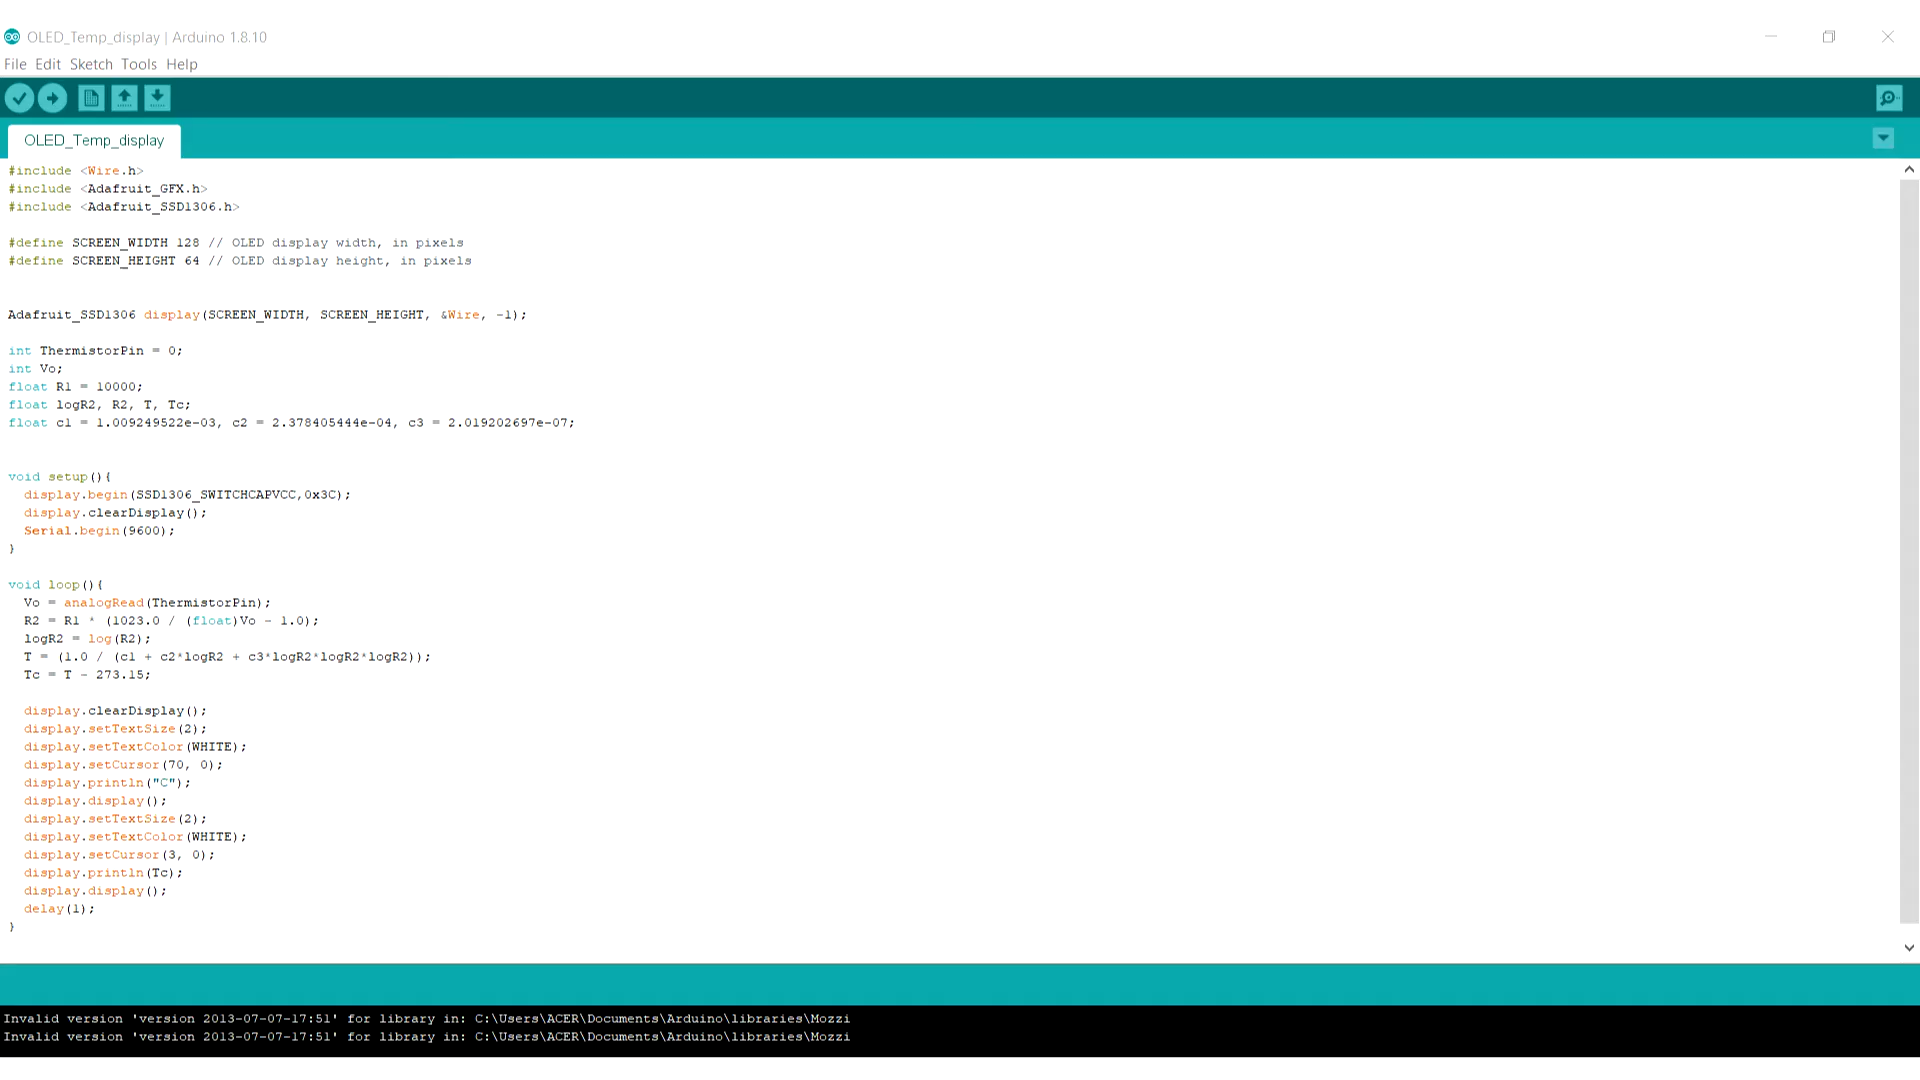 OLED_Temp_display | Arduino 1.8.10
File Edit Sketch Tools Help
OLED_Temp_display
#include <Wire.h>
#include <Adafruit_GFX.h>
#include <Adafruit_SSD1306.h>
#define SCREEN_WIDTH 128 // OLED display width, in pixels
#define SCREEN_HEIGHT 64 // OLED display height, in pixels
Adafruit_SSD1306 display(SCREEN_WIDTH, SCREEN_HEIGHT, &Wire, -1);
int ThermistorPin = 0;
int Vo;
float R1 = 10000;
float logR2, R2, T, Tc;
float c1 = 1.009249522e-03, c2 = 2.378405444e-04, c3 = 2.019202697e-07;
void setup(){
  display.begin(SSD1306_SWITCHCAPVCC,0x3C);
  display.clearDisplay();
  Serial.begin(9600);
}
void loop(){
  Vo = analogRead(ThermistorPin);
  R2 = R1 * (1023.0 / (float)Vo - 1.0);
  logR2 = log(R2);
  T = (1.0 / (c1 + c2*logR2 + c3*logR2*logR2*logR2));
  Tc = T - 273.15;
  display.clearDisplay();
  display.setTextSize(2);
  display.setTextColor(WHITE);
  display.setCursor(70, 0);
  display.println("C");
  display.display();
  display.setTextSize(2);
  display.setTextColor(WHITE);
  display.setCursor(3, 0);
  display.println(Tc);
  display.display();
  delay(1);
}
Invalid version 'version 2013-07-07-17:51' for library in: C:\Users\ACER\Documents\Arduino\libraries\Mozzi
Invalid version 'version 2013-07-07-17:51' for library in: C:\Users\ACER\Documents\Arduino\libraries\Mozzi